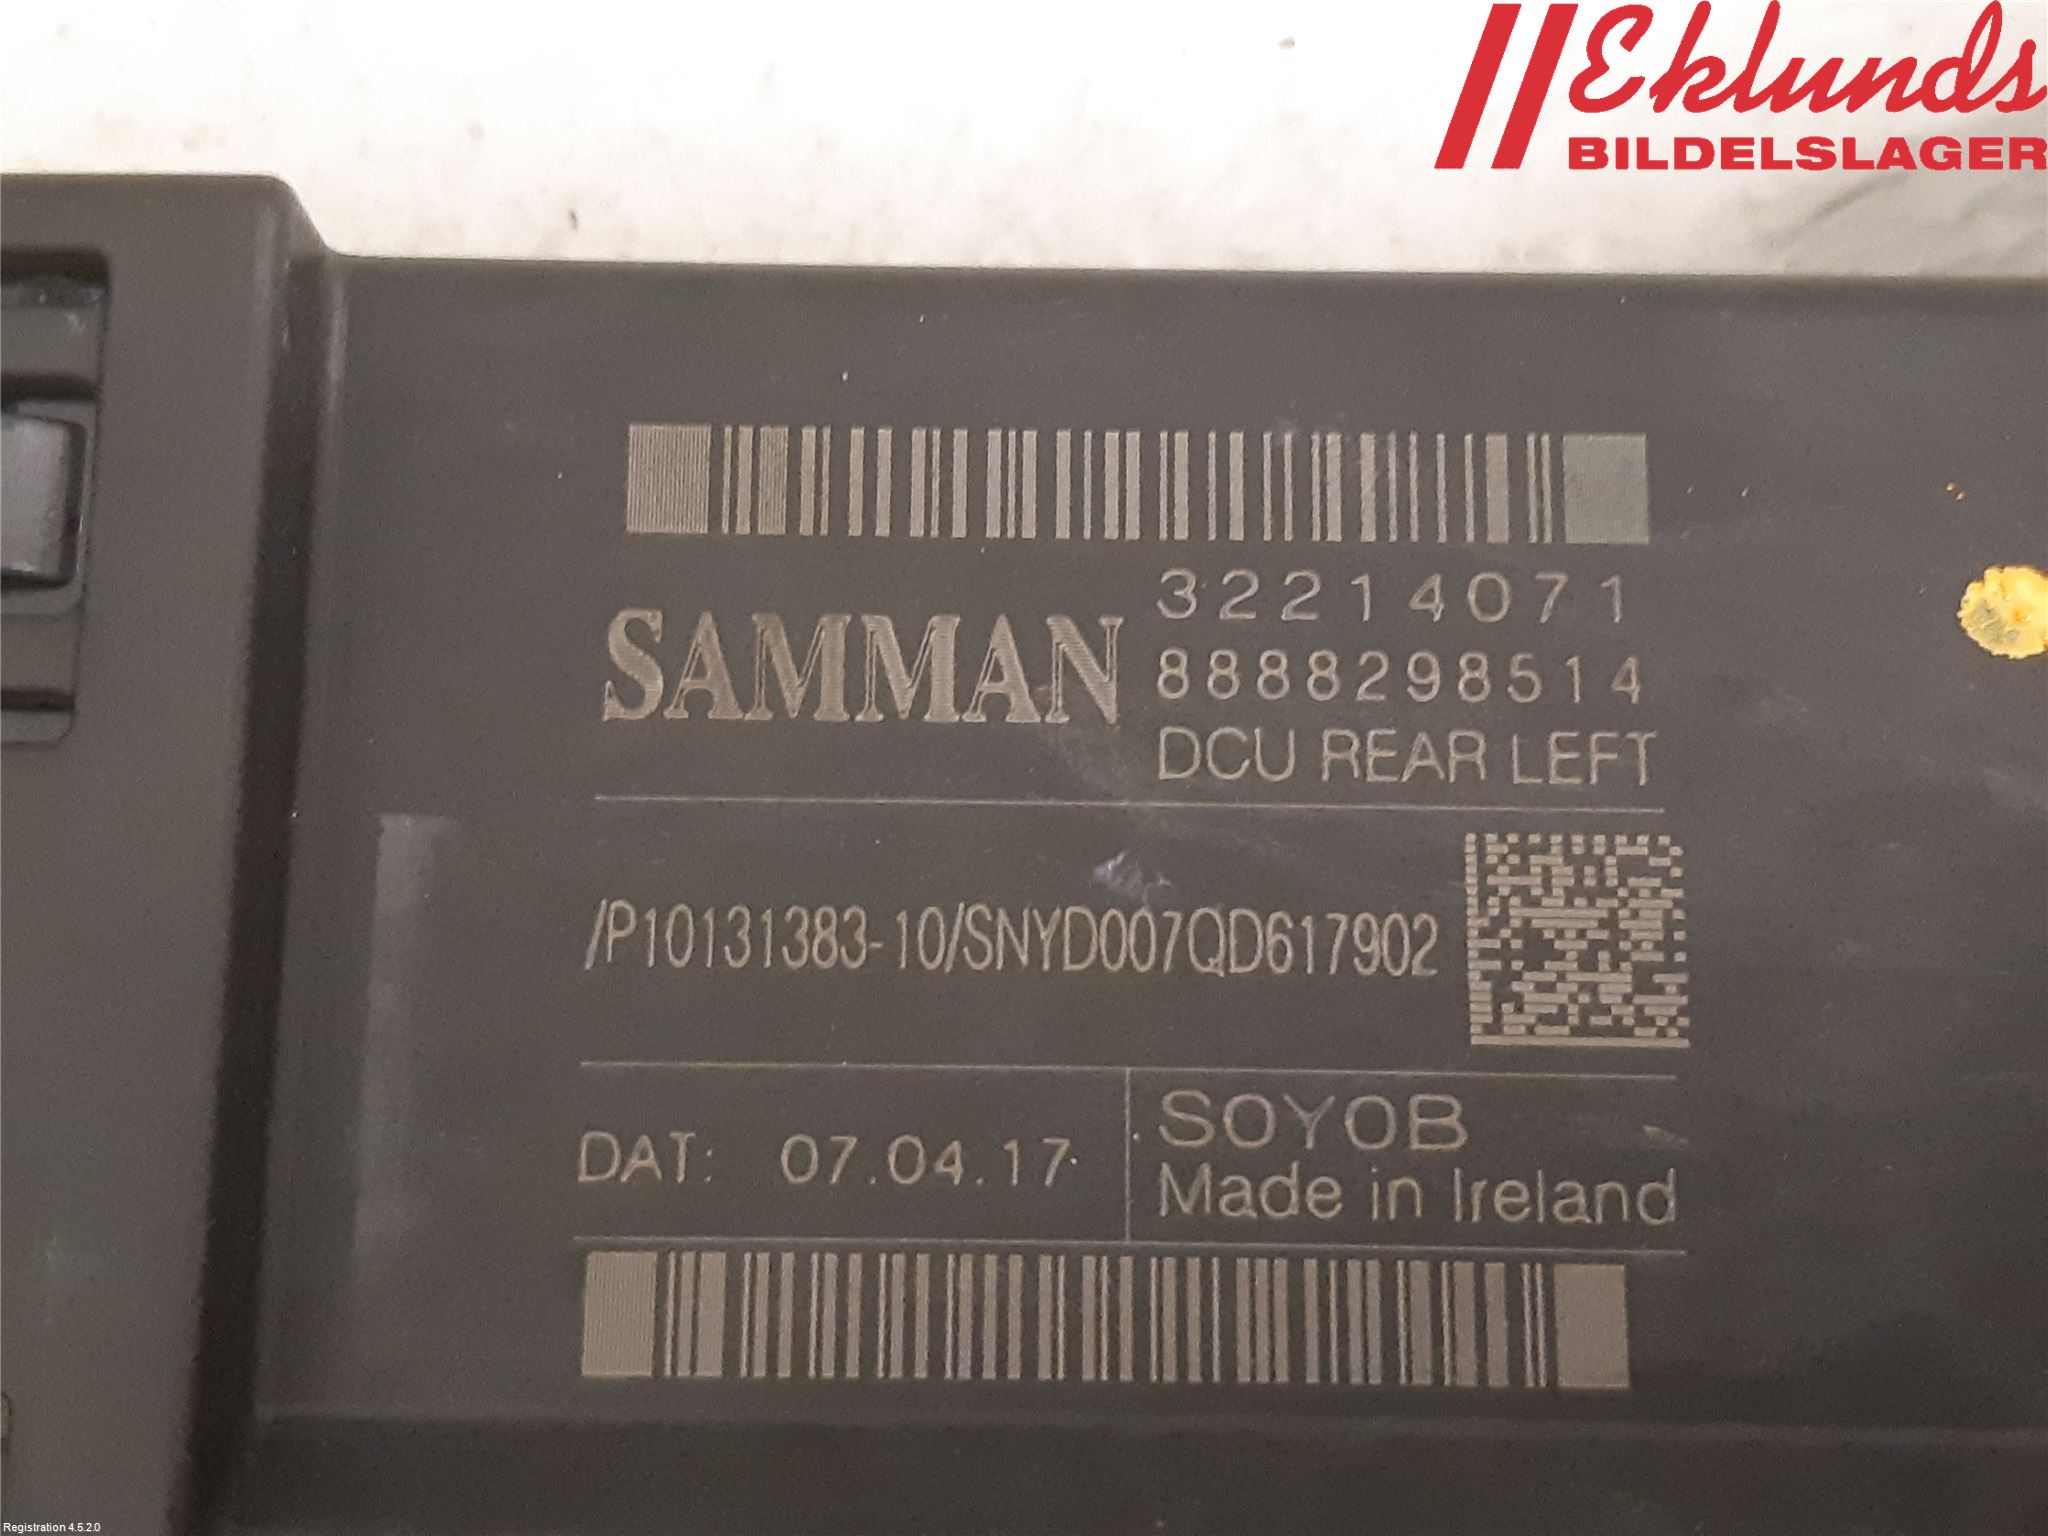 Eklunds
BILDELSLAGER
32214071
SAMMAN
8888298514
DCU REAR LEFT
/P10131383-10/SNYD007QD617902
SOYOB
DAT: 07.04.17
Made in Ireland
Registration 4.5.2.0